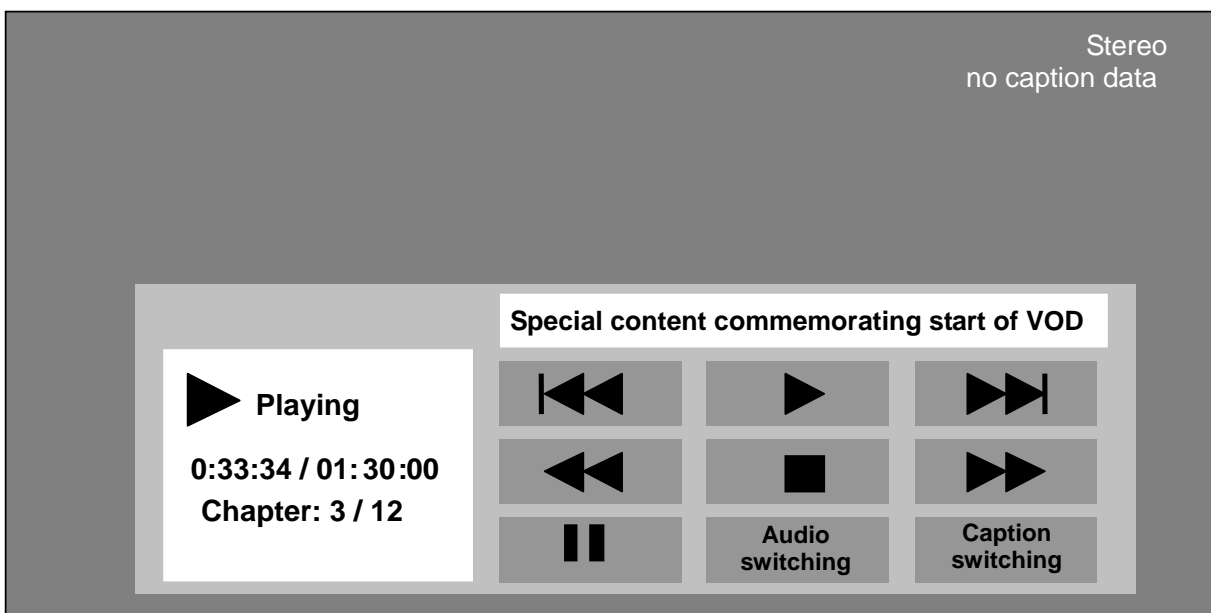 Stereo
no caption data
Special content commemorating start of VOD
Playing
0:33:34 / 01:30:00
Chapter: 3 / 12
Audio
switching
Caption
switching